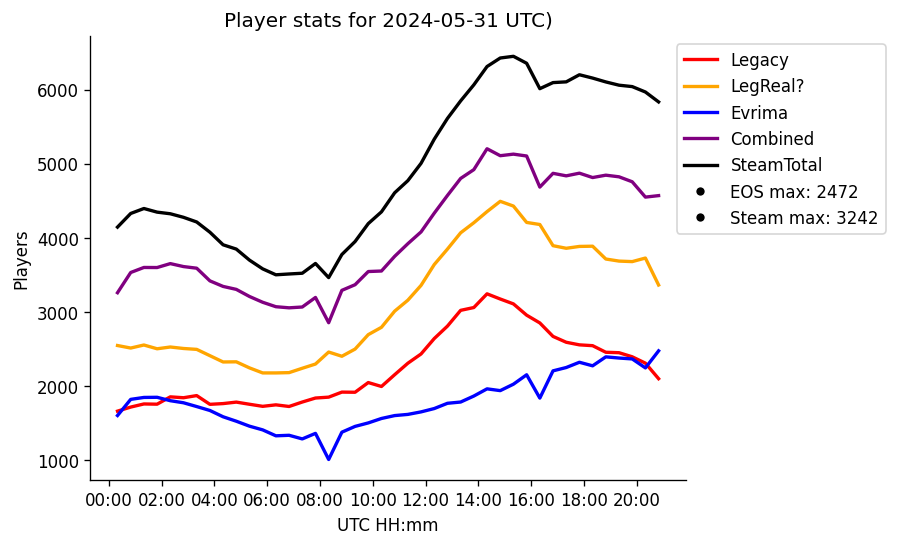 Player stats for 2024-05-31 UTC)
Legacy
LegReal?
Evrima
Combined
SteamTotal
EOS max: 2472
Steam max: 3242
Players
6000
5000
4000
3000
2000
1000
00:00 02:00 04:00 06:00 08:00 10:00 12:00 14:00 16:00 18:00 20:00
UTC HH:mm